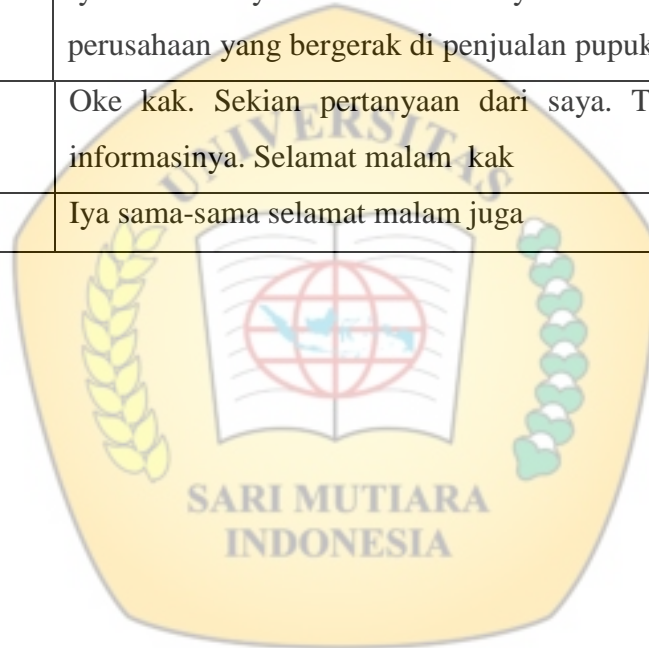 perusahaan yang bergerak di penjualan pupuk
Oke kak. Sekian pertanyaan dari saya. T
informasinya. Selamat malam kak
Iya sama-sama selamat malam juga
UNIVERSITAS
SARI MUTIARA
INDONESIA